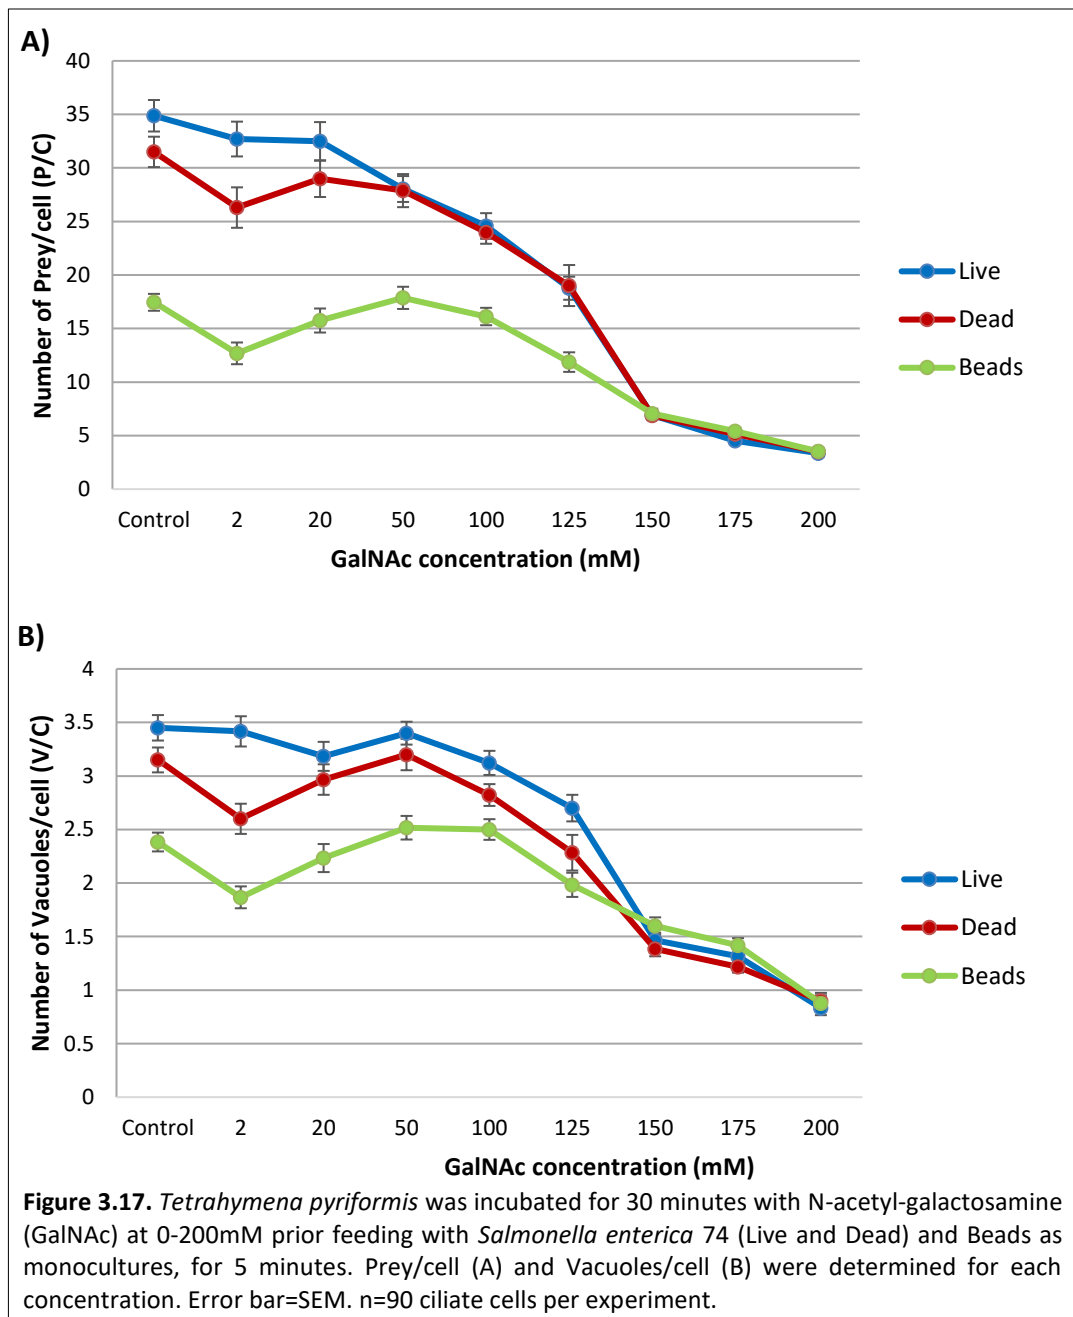 A)
40
35
30
25
20
15
10
5
0
Number of Prey/cell (P/C)
Control 2 20 50 100 125 150 175 200
GalNAc concentration (mM)
Live
Dead
Beads
B)
4
3.5
3
2.5
2
1.5
1
0.5
0
Number of Vacuoles/cell (V/C)
Control 2 20 50 100 125 150 175 200
GalNAc concentration (mM)
Live
Dead
Beads
Figure 3.17. Tetrahymena pyriformis was incubated for 30 minutes with N-acetyl-galactosamine
(GalNAc) at 0-200mM prior feeding with Salmonella enterica 74 (Live and Dead) and Beads as
monocultures, for 5 minutes. Prey/cell (A) and Vacuoles/cell (B) were determined for each
concentration. Error bar=SEM. n=90 ciliate cells per experiment.